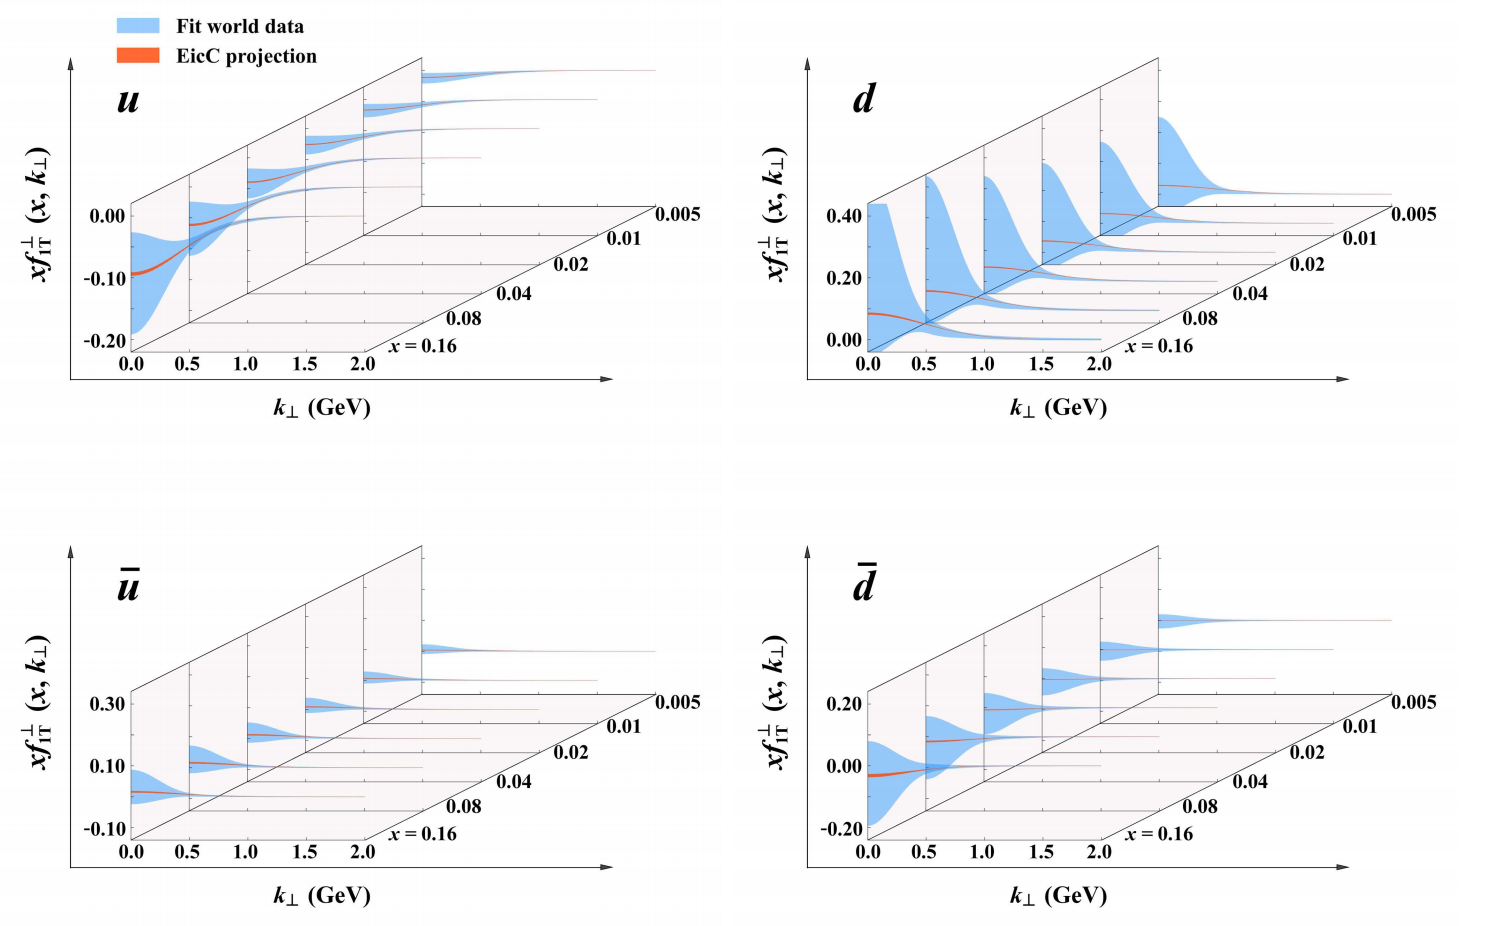 Fit world data
EicC projection
u
xf⊥1T (x, k⊥)
0.00
-0.10
-0.20
0.0 0.5 1.0 1.5 2.0
x = 0.16
0.08
0.04
0.02
0.01
0.005
k⊥ (GeV)
d
xf⊥1T (x, k⊥)
0.40
0.20
0.00
0.0 0.5 1.0 1.5 2.0
x = 0.16
0.08
0.04
0.02
0.01
0.005
k⊥ (GeV)
ū
xf⊥1T (x, k⊥)
0.30
0.10
-0.10
0.0 0.5 1.0 1.5 2.0
x = 0.16
0.08
0.04
0.02
0.01
0.005
k⊥ (GeV)
d̄
xf⊥1T (x, k⊥)
0.20
0.00
-0.20
0.0 0.5 1.0 1.5 2.0
x = 0.16
0.08
0.04
0.02
0.01
0.005
k⊥ (GeV)